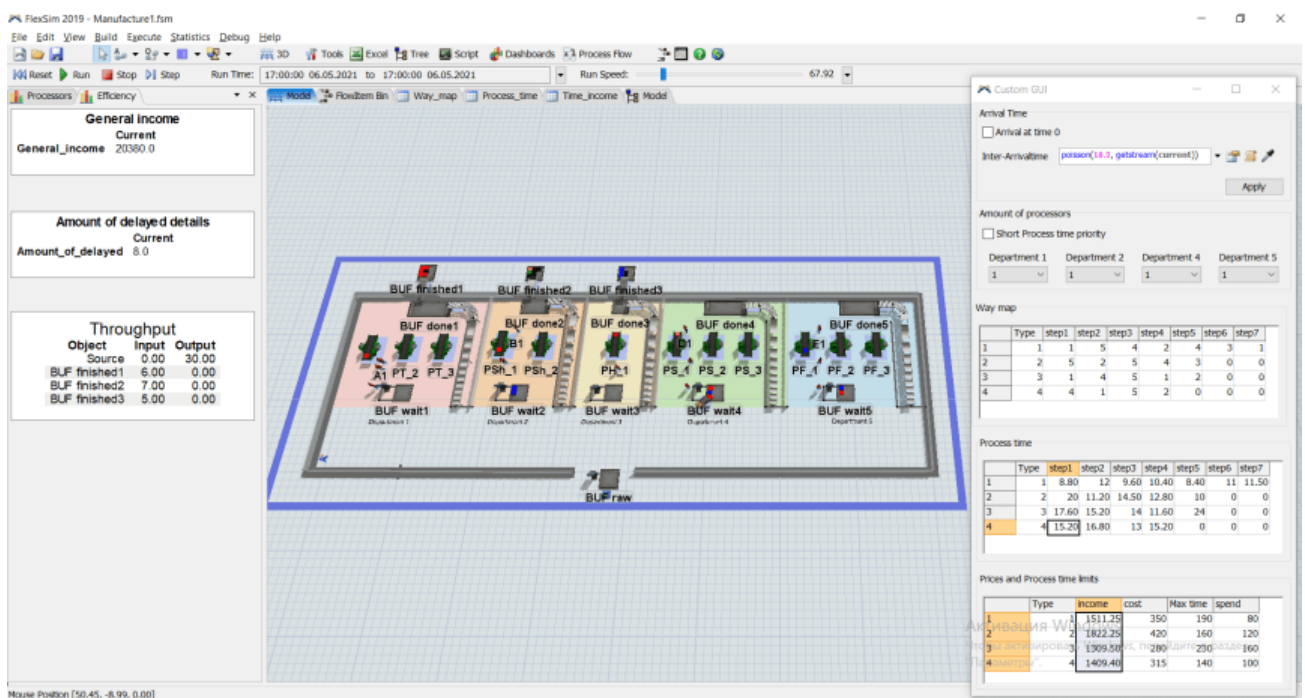 FlexSim 2019 - Manufacture1.fsm
File Edit View Build Execute Statistics Debug Help
3D Tools Excel Tree Script Dashboards Process Flow
Reset Run Stop Step Run Time: 17:00:00 06.05.2021 to 17:00:00 06.05.2021 Run Speed: 67.92
Processors Efficiency
Model FlowItem Bin Way_map Process_time Time_income Model
General income
Current
General_income 20380.0
Amount of delayed details
Current
Amount_of_delayed 8.0
Throughput
Object Input Output
Source 0.00 30.00
BUF finished1 6.00 0.00
BUF finished2 7.00 0.00
BUF finished3 5.00 0.00
BUF finished1 BUF finished2 BUF finished3
BUF done1 BUF done2 BUF done3 BUF done4 BUF done5
B1 E1
A1 PT_2 PT_3 PSh_1 PSh_2 PS_1 PS_2 PS_3 PF_1 PF_2 PF_3
BUF wait1 BUF wait2 BUF wait3 BUF wait4 BUF wait5
Department 1 Department 2 Department 3 Department 4 Department 5
BUF raw
Custom GUI
Arrival Time
Arrival at time 0
Inter-Arrivaltime poisson(18.0, getstream(current))
Apply
Amount of processors
Short Process time priority
Department 1 Department 2 Department 4 Department 5
1 1 1 1
Way map
Type step1 step2 step3 step4 step5 step6 step7
1 1 1 5 4 2 4 3 1
2 2 5 2 5 4 3 0 0
3 3 1 4 5 1 2 0 0
4 4 4 1 5 2 0 0 0
Process time
Type step1 step2 step3 step4 step5 step6 step7
1 1 8.80 12 9.60 10.40 8.40 11 11.50
2 2 20 11.20 14.50 12.80 10 0 0
3 3 17.60 15.20 14 11.60 24 0 0
4 4 15.20 16.80 13 15.20 0 0 0
Prices and Process time limits
Type income cost Max time spend
1 1 1511.25 350 190 80
2 2 1822.25 420 160 120
3 3 1309.50 280 230 160
4 4 1409.40 315 140 100
Активация Windows
Mouse Position [50.45, -8.99, 0.00]